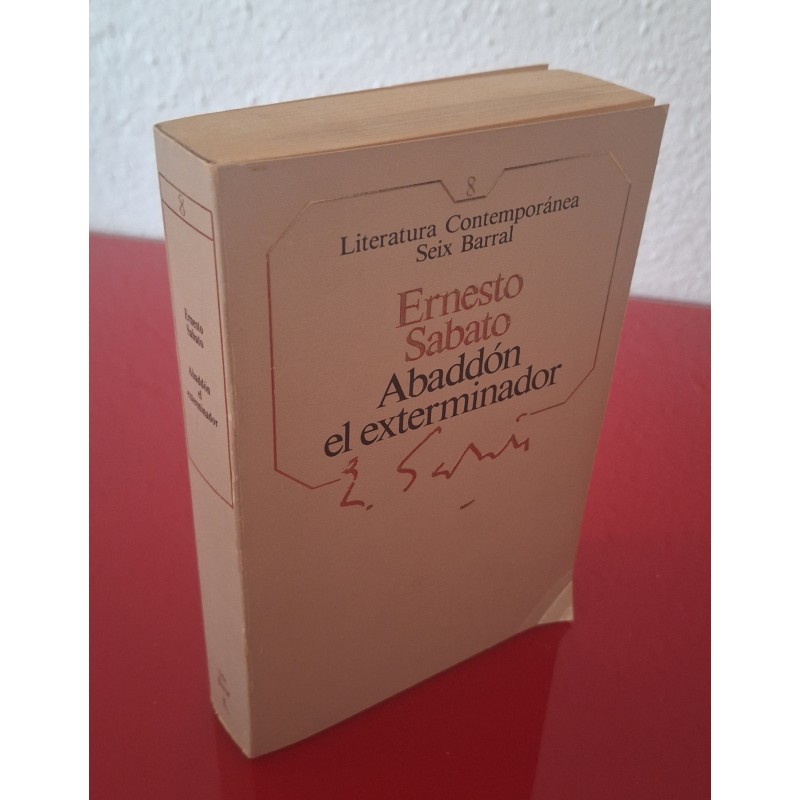 8
Literatura Contemporánea
Seix Barral
Ernesto
Sabato
Abaddón
el exterminador
8
Ernesto
Sabato
Abaddón
el
exterminador